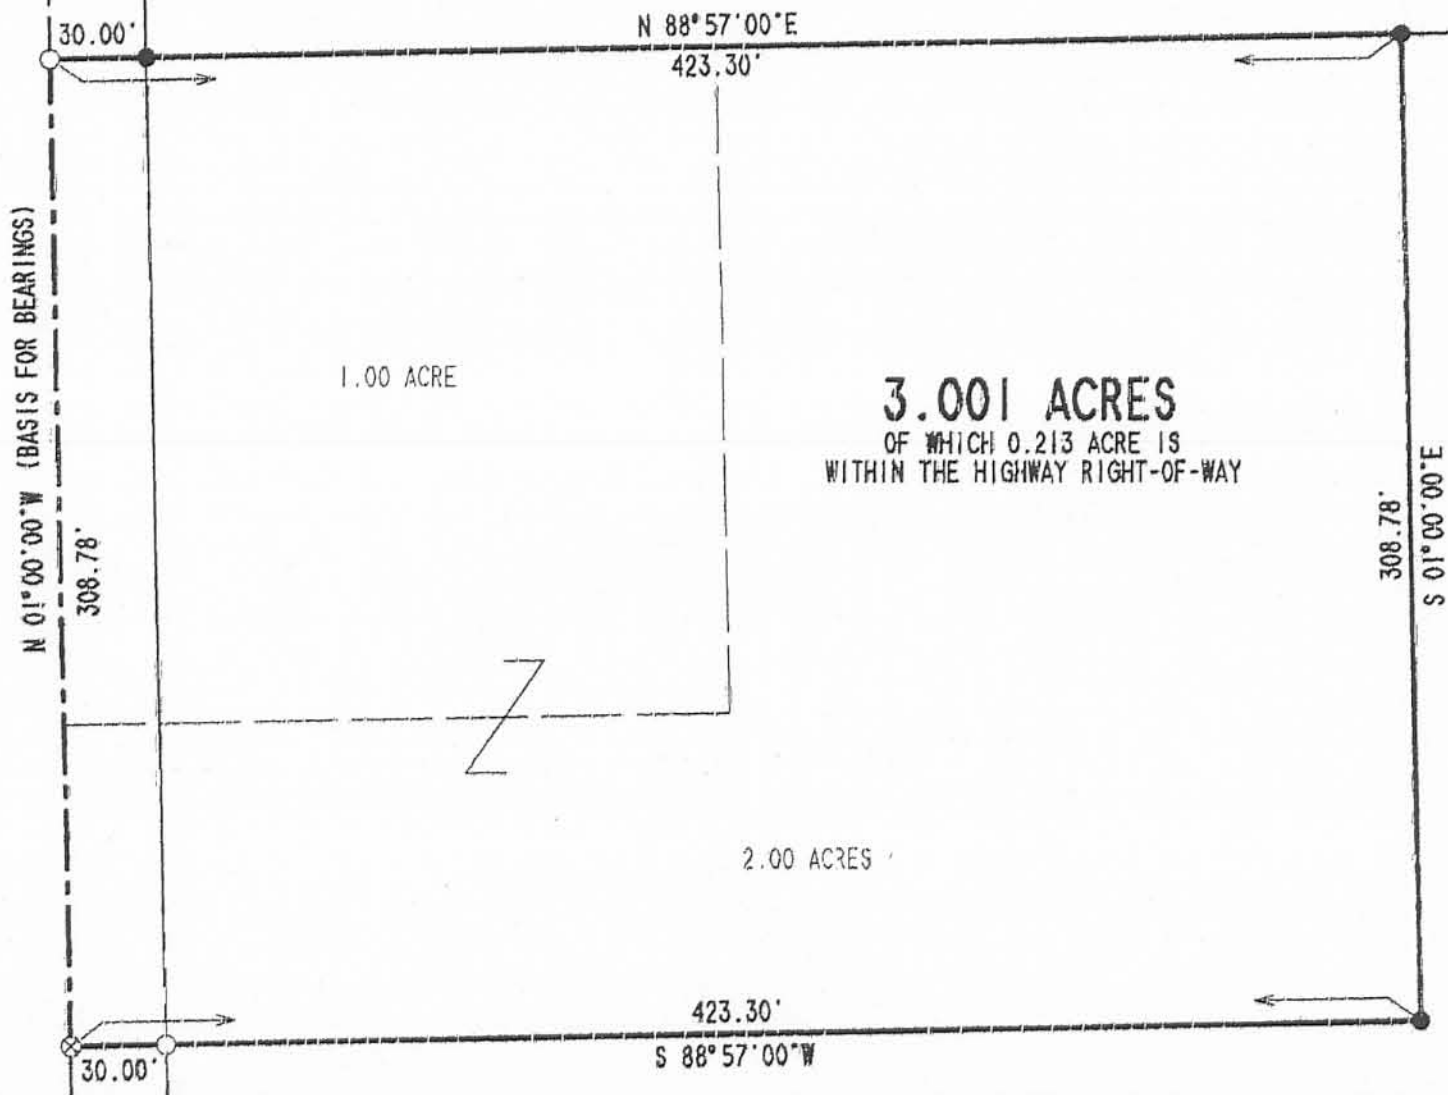 30.00'
N 88°57'00"E
423.30'
N 01°00'00"W (BASIS FOR BEARINGS)
308.78'
1.00 ACRE
3.001 ACRES
OF WHICH 0.213 ACRE IS
WITHIN THE HIGHWAY RIGHT-OF-WAY
308.78'
S 01°00'00"E
2.00 ACRES
423.30'
S 88°57'00"W
30.00'